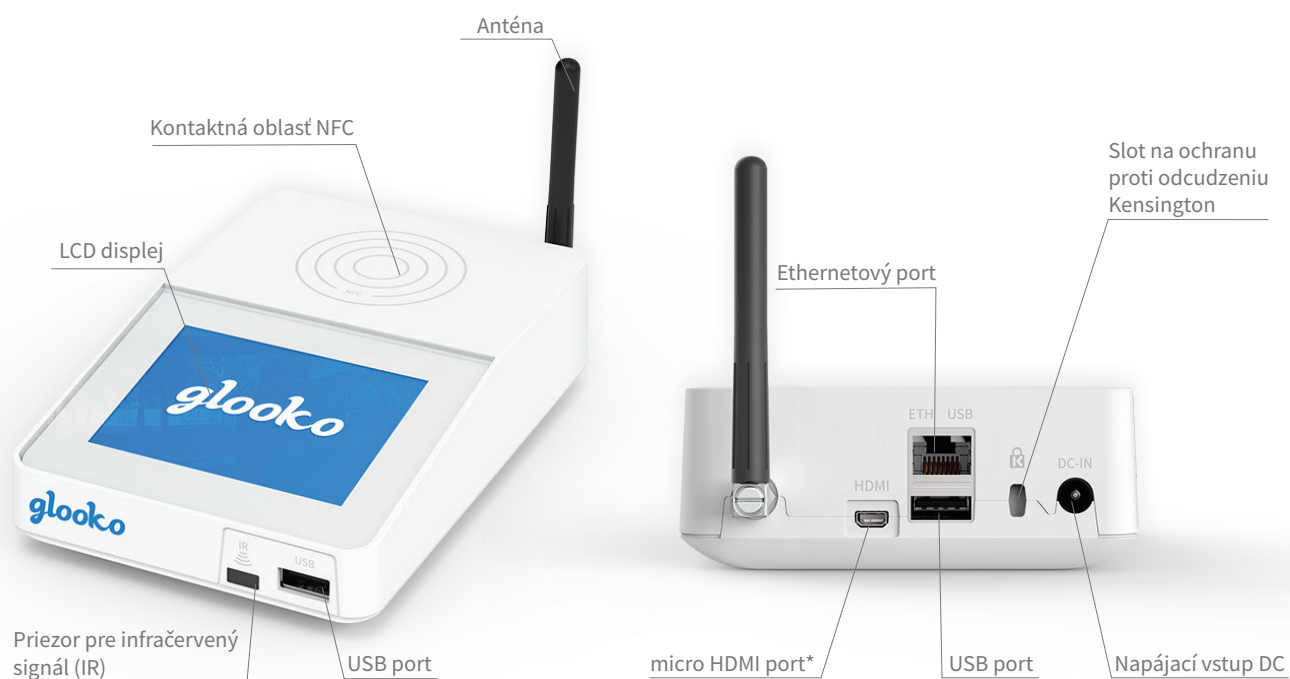 Anténa
Kontaktná oblasť NFC
LCD displej
NFC
glooko
glooko
IR
USB
Priezor pre infračervený
signál (IR)
USB port
Slot na ochranu
proti odcudzeniu
Kensington
Ethernetový port
ETH USB
K
DC-IN
HDMI
micro HDMI port*
USB port
Napájací vstup DC